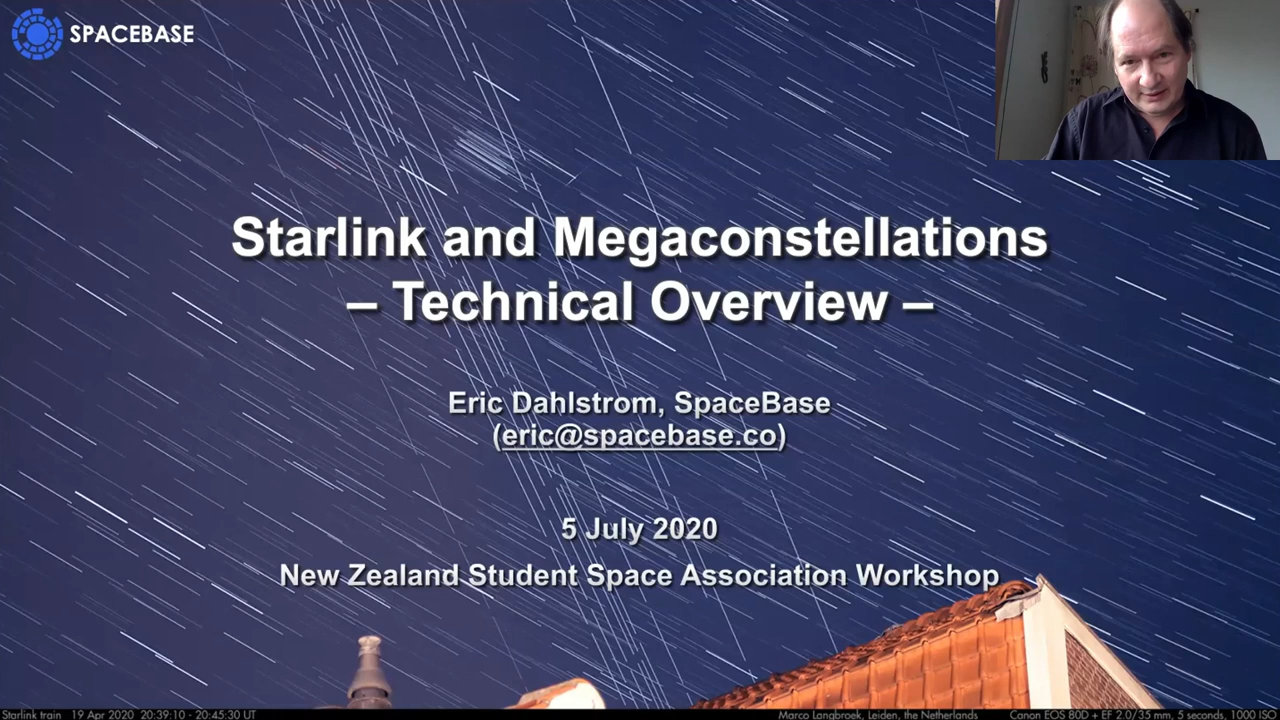 SPACEBASE
Starlink and Megaconstellations
– Technical Overview –
Eric Dahlstrom, SpaceBase
(eric@spacebase.co)
5 July 2020
New Zealand Student Space Association Workshop
Starlink train 19 Apr 2020 20:39:10 - 20:45:30 UT
Marco Langbroek, Leiden, the Netherlands
Canon EOS 80D + EF 2.0/35 mm, 5 seconds, 1000 ISO